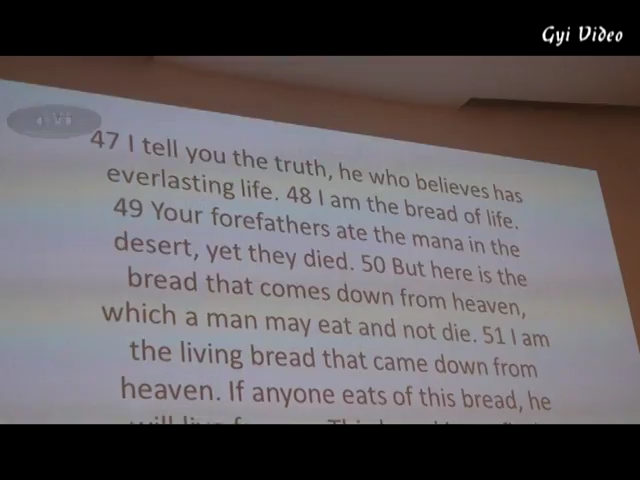 Gyi Video
47 I tell you the truth, he who believes has
everlasting life. 48 I am the bread of life.
49 Your forefathers ate the mana in the
desert, yet they died. 50 But here is the
bread that comes down from heaven,
which a man may eat and not die. 51 I am
the living bread that came down from
heaven. If anyone eats of this bread, he